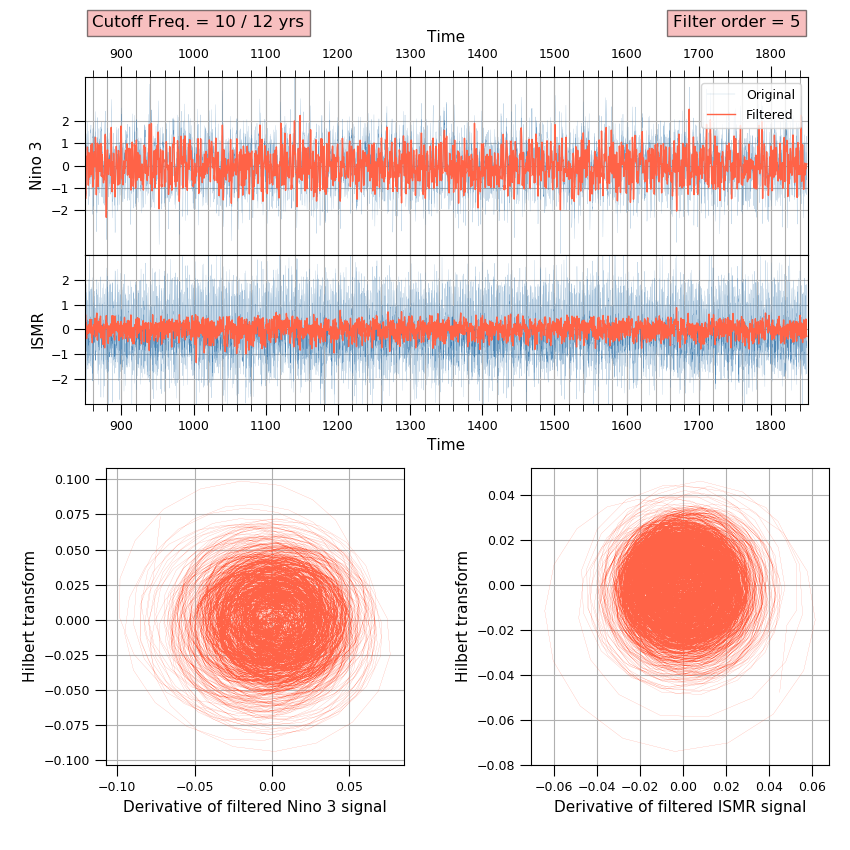 Cutoff Freq. = 10 / 12 yrs
Filter order = 5
Time
900 1000 1100 1200 1300 1400 1500 1600 1700 1800
Original
Filtered
Nino 3
2
1
0
−1
−2
ISMR
2
1
0
−1
−2
900 1000 1100 1200 1300 1400 1500 1600 1700 1800
Time
Hilbert transform
0.100
0.075
0.050
0.025
0.000
−0.025
−0.050
−0.075
−0.100
−0.10 −0.05 0.00 0.05
Derivative of filtered Nino 3 signal
Hilbert transform
0.04
0.02
0.00
−0.02
−0.04
−0.06
−0.08
−0.06 −0.04 −0.02 0.00 0.02 0.04 0.06
Derivative of filtered ISMR signal